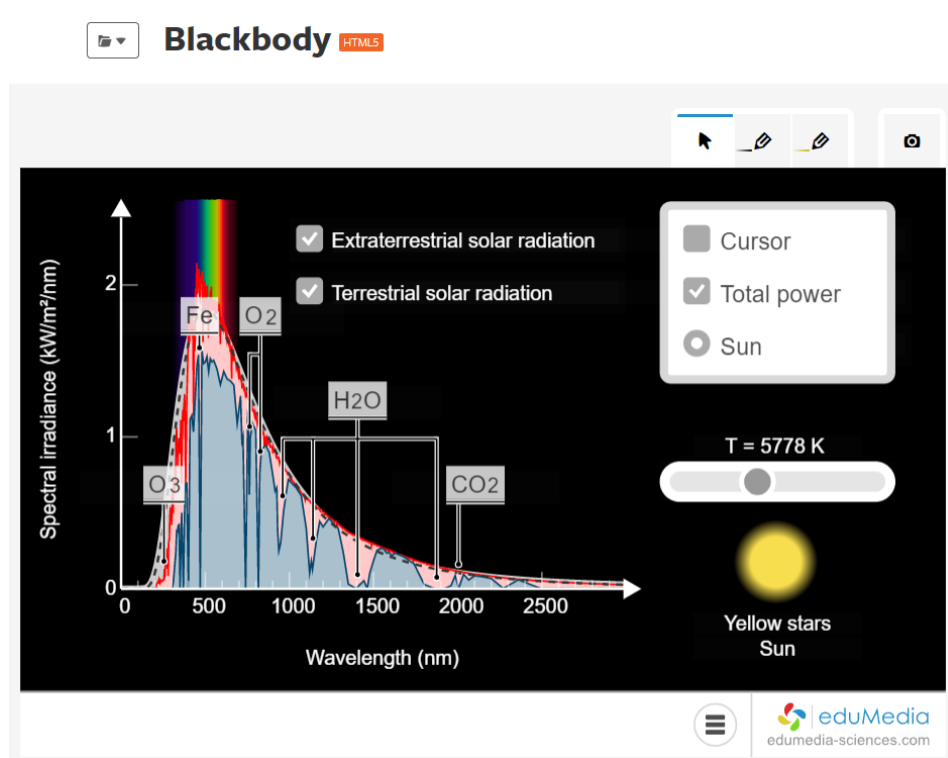 Blackbody HTML5
Extraterrestrial solar radiation
Terrestrial solar radiation
Cursor
Total power
Sun
Spectral irradiance (kW/m²/nm)
2
1
0
Fe
O2
H2O
O3
CO2
0 500 1000 1500 2000 2500
Wavelength (nm)
T = 5778 K
Yellow stars
Sun
eduMedia
edumedia-sciences.com